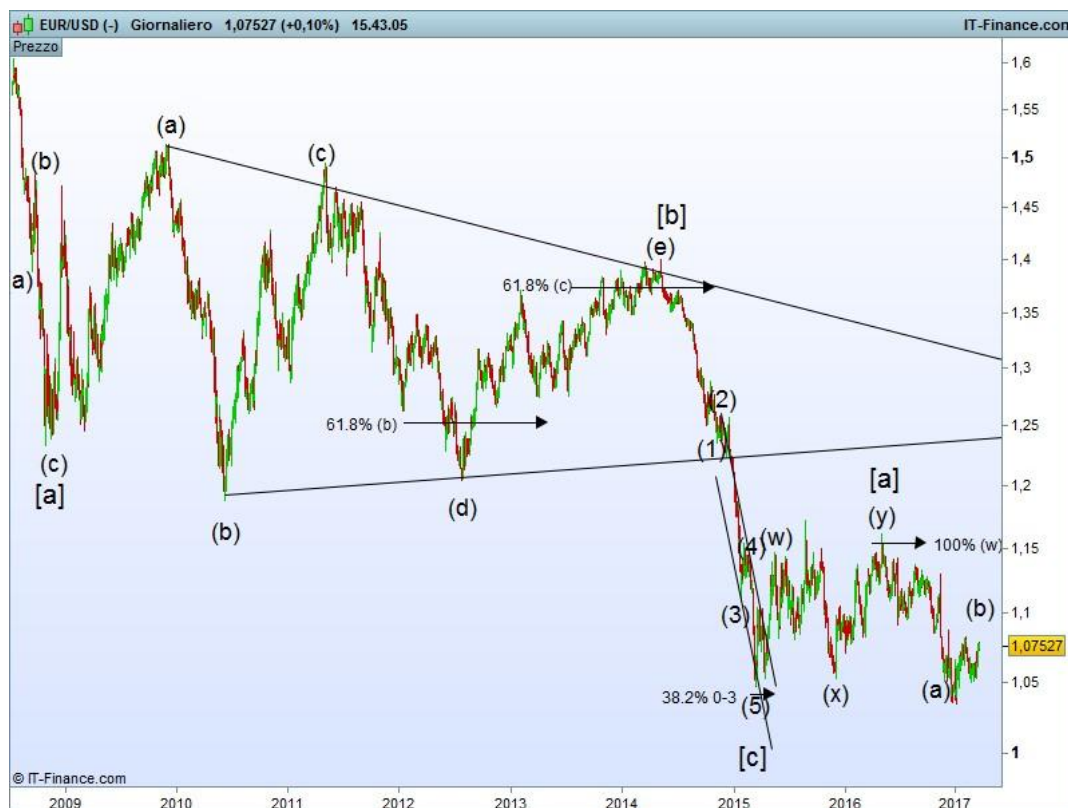 EUR/USD (-) Giornaliero 1,07527 (+0,10%) 15.43.05 IT-Finance.com
Prezzo
1,6
1,55
(a)
(b)
(c)
1,5
1,45
[b]
(e)
1,4
a)
61.8% (c)
1,35
1,3
(2)
61.8% (b)
1,25
(1)
(c)
[a]
[a]
1,2
(d)
(y)
(b)
(4)
(w)
100% (w)
1,15
(3)
(b)
1,1
1,07527
(x)
(a)
38.2% 0-3
1,05
(5)
[c]
1
© IT-Finance.com
2009 2010 2011 2012 2013 2014 2015 2016 2017